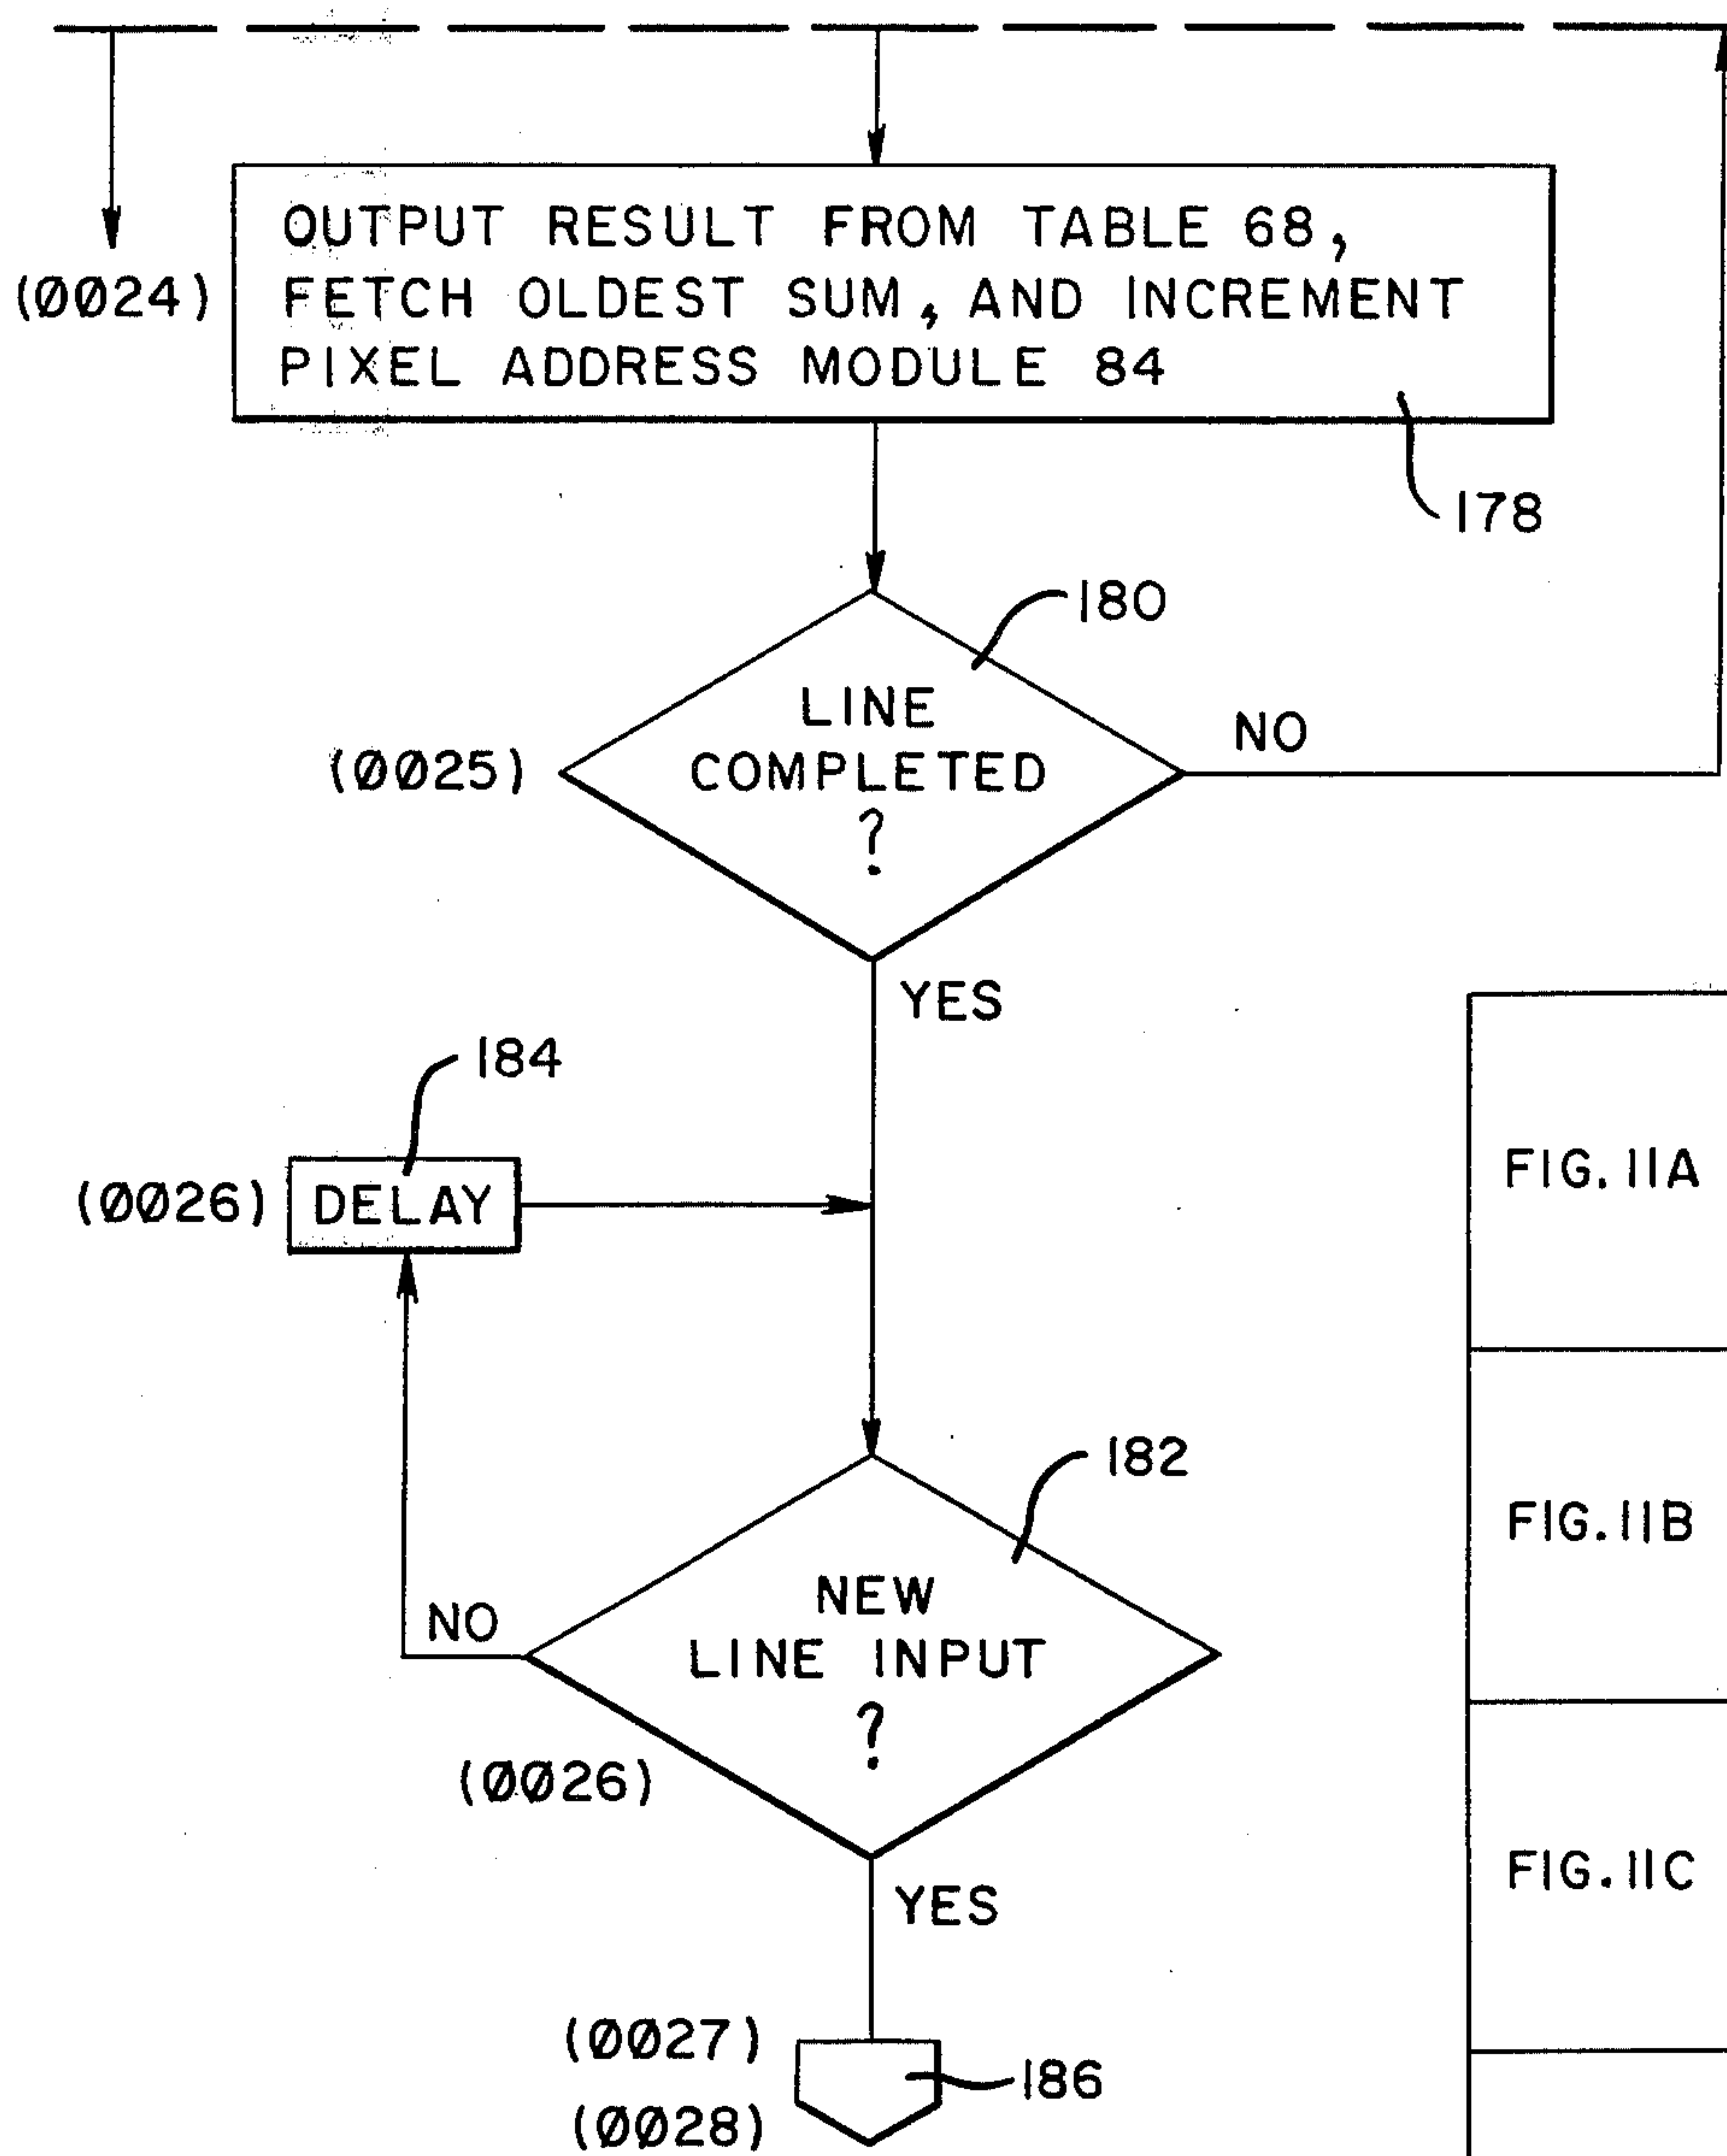 OUTPUT RESULT FROM TABLE 68,
(ØØ24) FETCH OLDEST SUM, AND INCREMENT
PIXEL ADDRESS MODULE 84
178
180
LINE
COMPLETED
?
(ØØ25)
NO
YES
184
(ØØ26) DELAY
182
NEW
LINE INPUT
?
NO
(ØØ26)
YES
(ØØ27)
186
(ØØ28)
FIG. 11A
FIG. 11B
FIG. 11C